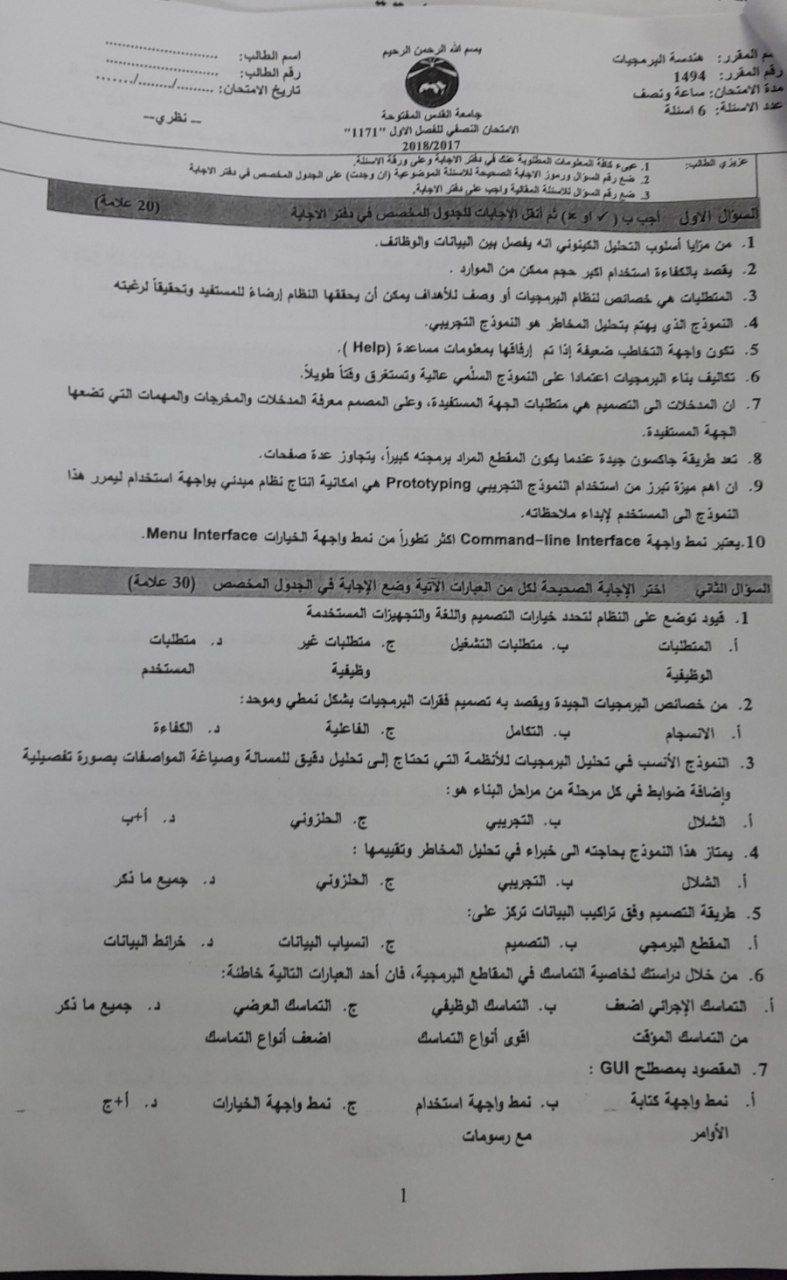 بسم الله الرحمن الرحيم
جامعة القدس المفتوحة
الامتحان النصفي للفصل الاول "1171"
2018/2017
المقرر: هندسة البرمجيات
رقم المقرر: 1494
مدة الامتحان: ساعة ونصف
عدد الاسئلة: 6 اسئلة
اسم الطالب: ........................
رقم الطالب: ........................
تاريخ الامتحان: ......../......../........
-- نظري--
عزيزي الطالب: 1. عبىء كافة المعلومات المطلوبة عنك في دفتر الاجابة وعلى ورقة الاسئلة.
2. ضع رقم السؤال ورموز الاجابة الصحيحة للاسئلة الموضوعية (ان وجدت) على الجدول المخصص في دفتر الاجابة
3. ضع رقم السؤال للاسئلة المقالية واجب على دفتر الاجابة.
السؤال الاول اجب ب (✓ او ×) ثم أنقل الإجابات للجدول المخصص في دفتر الاجابة (20 علامة)
1. من مزايا أسلوب التحليل الكينوني انه يفصل بين البيانات والوظائف.
2. يقصد بالكفاءة استخدام اكبر حجم ممكن من الموارد .
3. المتطلبات هي خصائص لنظام البرمجيات أو وصف للأهداف يمكن أن يحققها النظام إرضاءً للمستفيد وتحقيقاً لرغبته
4. النموذج الذي يهتم بتحليل المخاطر هو النموذج التجريبي.
5. تكون واجهة التخاطب ضعيفة إذا تم إرفاقها بمعلومات مساعدة (Help ).
6. تكاليف بناء البرمجيات اعتمادا على النموذج السلّمي عالية وتستغرق وقتاً طويلاً.
7. ان المدخلات الى التصميم هي متطلبات الجهة المستفيدة، وعلى المصمم معرفة المدخلات والمخرجات والمهمات التي تضعها
الجهة المستفيدة.
8. تعد طريقة جاكسون جيدة عندما يكون المقطع المراد برمجته كبيراً، يتجاوز عدة صفحات.
9. ان اهم ميزة تبرز من استخدام النموذج التجريبي Prototyping هي امكانية انتاج نظام مبدئي بواجهة استخدام ليمرر هذا
النموذج الى المستخدم لإبداء ملاحظاته.
10.يعتبر نمط واجهة Command–line Interface اكثر تطوراً من نمط واجهة الخيارات Menu Interface.
السؤال الثاني اختر الإجابة الصحيحة لكل من العبارات الآتية وضع الإجابة في الجدول المخصص (30 علامة)
1. قيود توضع على النظام لتحدد خيارات التصميم واللغة والتجهيزات المستخدمة
أ. المتطلبات ب. متطلبات التشغيل ج. متطلبات غير د. متطلبات
الوظيفية وظيفية المستخدم
2. من خصائص البرمجيات الجيدة ويقصد به تصميم فقرات البرمجيات بشكل نمطي وموحد:
أ. الانسجام ب. التكامل ج. الفاعلية د. الكفاءة
3. النموذج الأنسب في تحليل البرمجيات للأنظمة التي تحتاج إلى تحليل دقيق للمسالة وصياغة المواصفات بصورة تفصيلية
وإضافة ضوابط في كل مرحلة من مراحل البناء هو:
أ. الشلال ب. التجريبي ج. الحلزوني د. أ+ب
4. يمتاز هذا النموذج بحاجته الى خبراء في تحليل المخاطر وتقييمها :
أ. الشلال ب. التجريبي ج. الحلزوني د. جميع ما ذكر
5. طريقة التصميم وفق تراكيب البيانات تركز على:
أ. المقطع البرمجي ب. التصميم ج. انسياب البيانات د. خرائط البيانات
6. من خلال دراستك لخاصية التماسك في المقاطع البرمجية، فان أحد العبارات التالية خاطئة:
أ. التماسك الإجرائي اضعف ب. التماسك الوظيفي ج. التماسك العرضي د. جميع ما ذكر
من التماسك المؤقت اقوى أنواع التماسك اضعف أنواع التماسك
7. المقصود بمصطلح GUI :
أ. نمط واجهة كتابة ب. نمط واجهة استخدام ج. نمط واجهة الخيارات د. أ+ج
الأوامر مع رسومات
1